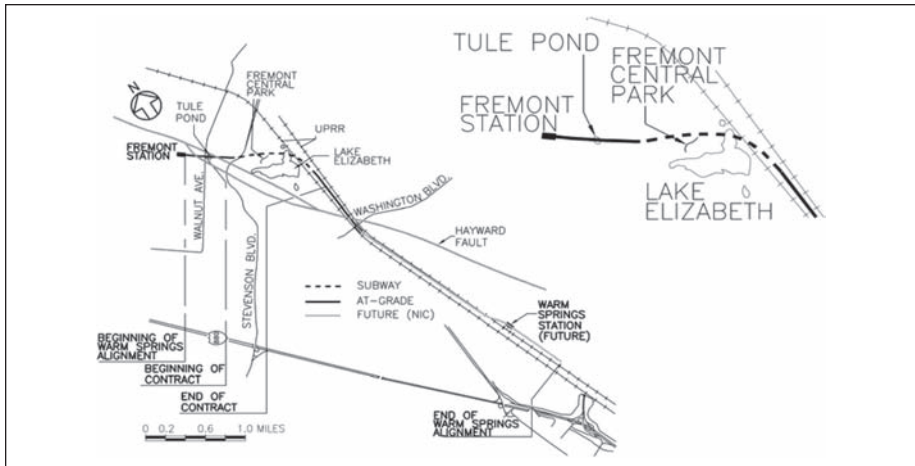 N
TULE
POND
FREMONT
CENTRAL
PARK
UPRR
FREMONT
STATION
LAKE
ELIZABETH
WALNUT AVE.
STEVENSON BLVD.
WASHINGTON BLVD.
HAYWARD
FAULT
SUBWAY
AT-GRADE
FUTURE (NIC)
WARM
SPRINGS
STATION
(FUTURE)
BEGINNING OF
WARM SPRINGS
ALIGNMENT
BEGINNING OF
CONTRACT
END OF
CONTRACT
END OF
WARM SPRINGS
ALIGNMENT
0 0.2 0.6 1.0 MILES
TULE POND
FREMONT
CENTRAL
PARK
FREMONT
STATION
LAKE
ELIZABETH